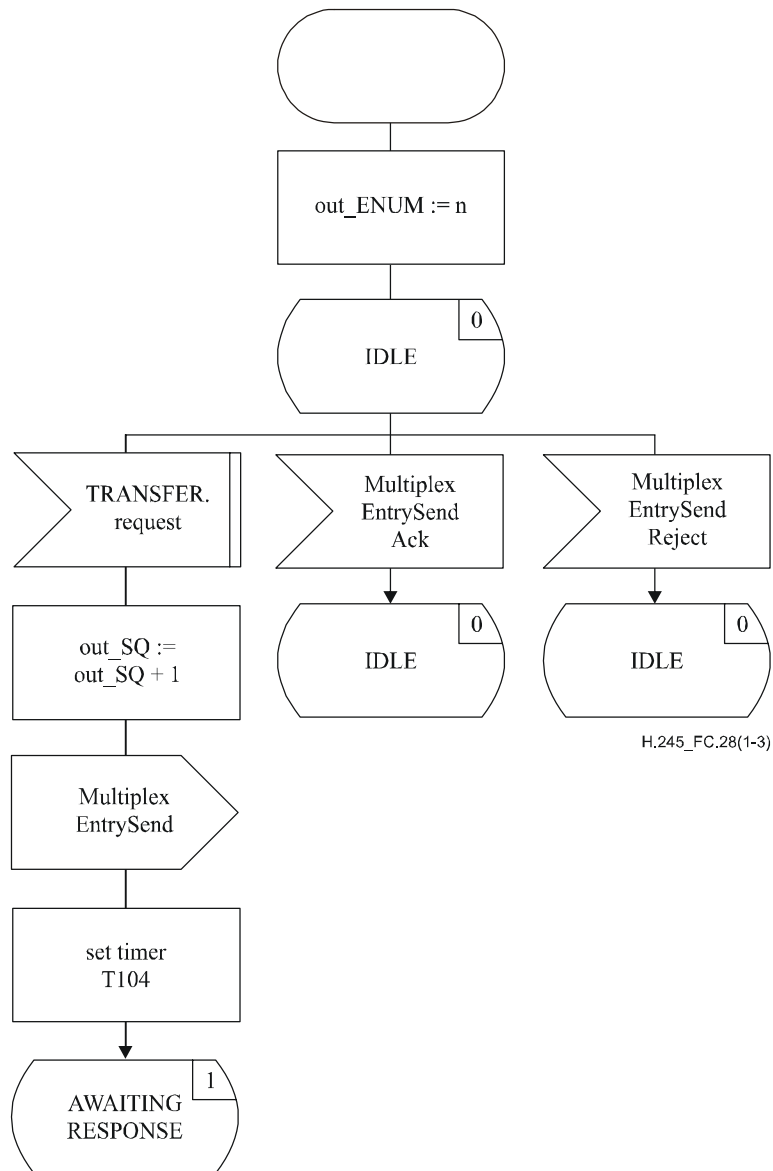 out_ENUM := n
0
IDLE
TRANSFER.
request
Multiplex
EntrySend
Ack
Multiplex
EntrySend
Reject
out_SQ :=
out_SQ + 1
0
IDLE
0
IDLE
H.245_FC.28(1-3)
Multiplex
EntrySend
set timer
T104
1
AWAITING
RESPONSE